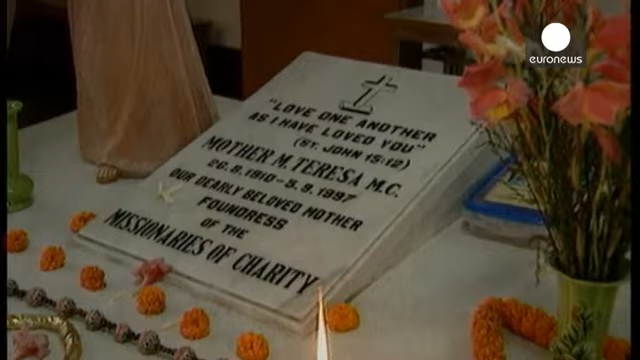 euronews
"LOVE ONE ANOTHER
AS I HAVE LOVED YOU"
(ST. JOHN 15:12)
MOTHER M. TERESA M.C.
26.8.1910–5.9.1997
OUR DEARLY BELOVED MOTHER
FOUNDRESS
OF THE
MISSIONARIES OF CHARITY